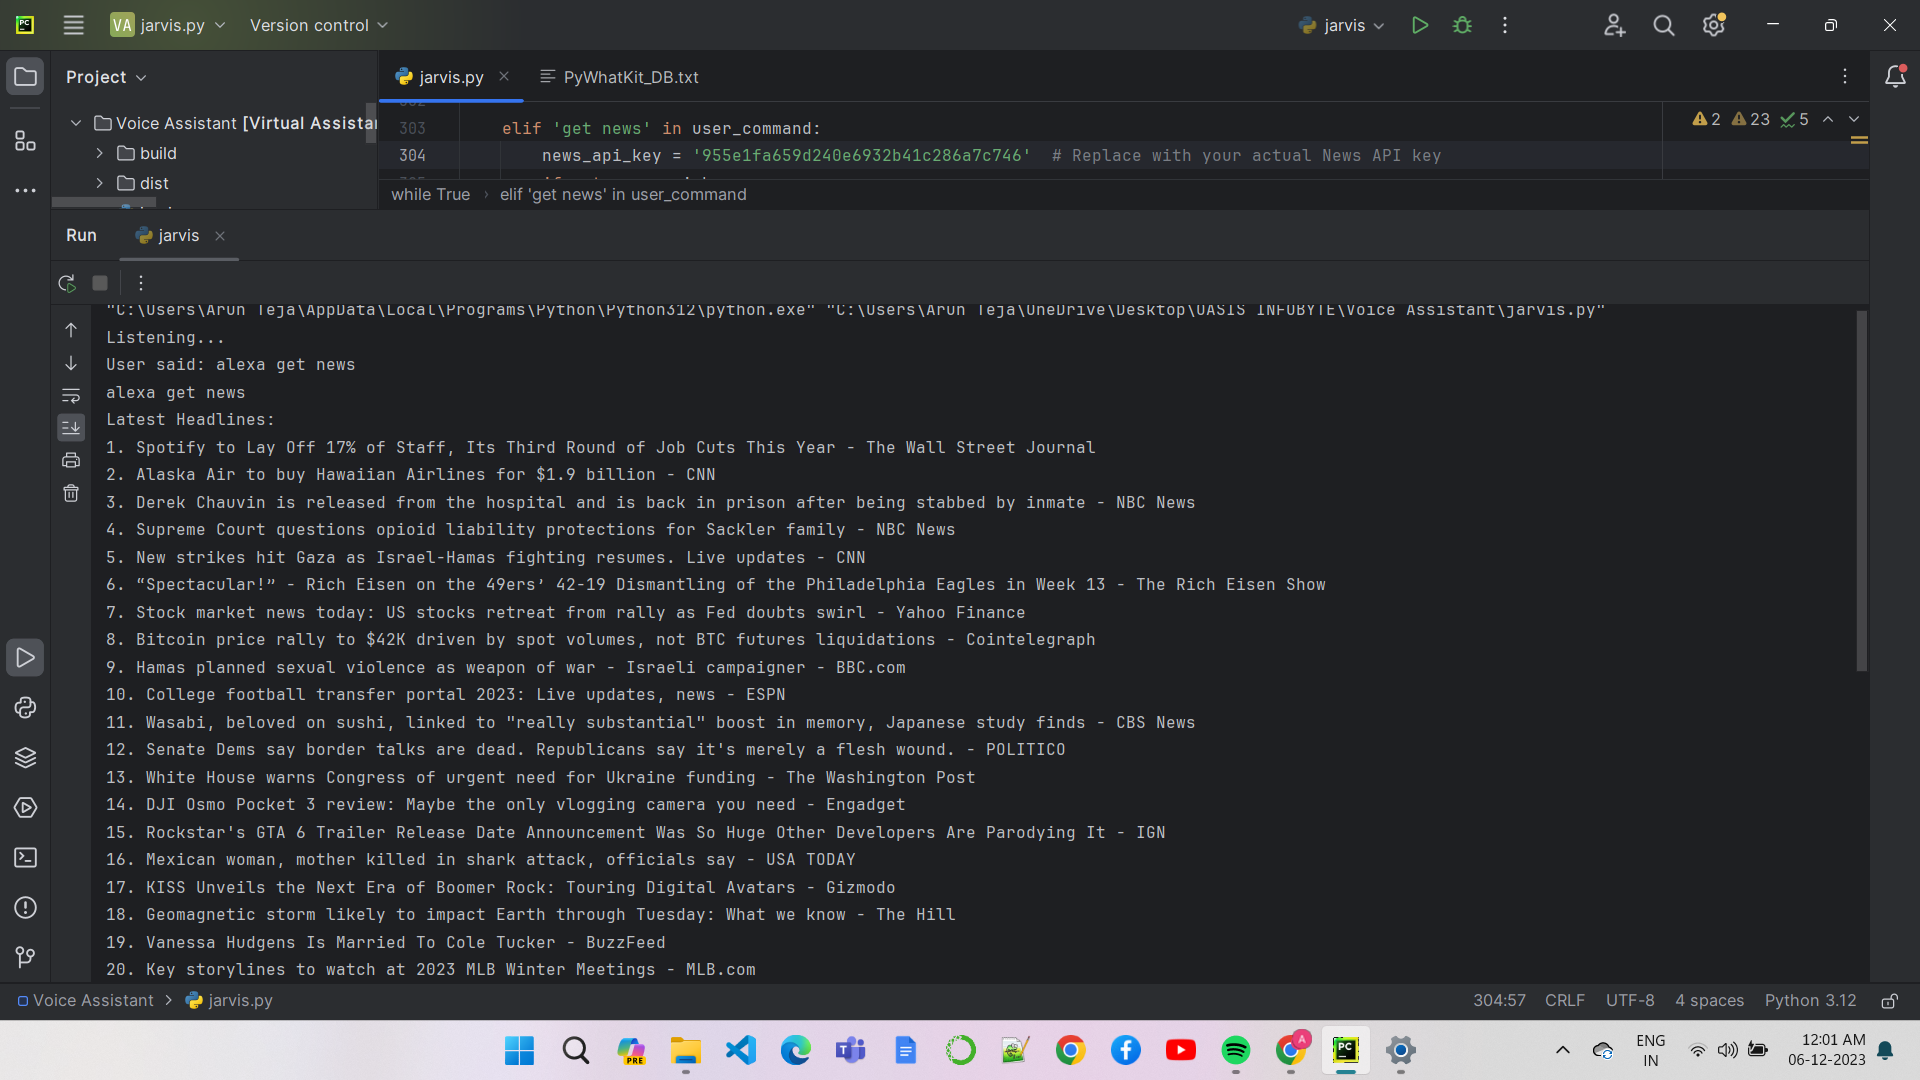 VA jarvis.py Version control jarvis
Project
jarvis.py PyWhatKit_DB.txt
Voice Assistant [Virtual Assista
build
dist
303 elif 'get news' in user_command:
304 news_api_key = '955e1fa659d240e6932b41c286a7c746' # Replace with your actual News API key
2 23 5
while True › elif 'get news' in user_command
Run jarvis
"C:\Users\Arun Teja\AppData\Local\Programs\Python\Python312\python.exe" "C:\Users\Arun Teja\OneDrive\Desktop\OASIS INFOBYTE\Voice Assistant\jarvis.py"
Listening...
User said: alexa get news
alexa get news
Latest Headlines:
1. Spotify to Lay Off 17% of Staff, Its Third Round of Job Cuts This Year - The Wall Street Journal
2. Alaska Air to buy Hawaiian Airlines for $1.9 billion - CNN
3. Derek Chauvin is released from the hospital and is back in prison after being stabbed by inmate - NBC News
4. Supreme Court questions opioid liability protections for Sackler family - NBC News
5. New strikes hit Gaza as Israel-Hamas fighting resumes. Live updates - CNN
6. “Spectacular!” - Rich Eisen on the 49ers’ 42-19 Dismantling of the Philadelphia Eagles in Week 13 - The Rich Eisen Show
7. Stock market news today: US stocks retreat from rally as Fed doubts swirl - Yahoo Finance
8. Bitcoin price rally to $42K driven by spot volumes, not BTC futures liquidations - Cointelegraph
9. Hamas planned sexual violence as weapon of war - Israeli campaigner - BBC.com
10. College football transfer portal 2023: Live updates, news - ESPN
11. Wasabi, beloved on sushi, linked to "really substantial" boost in memory, Japanese study finds - CBS News
12. Senate Dems say border talks are dead. Republicans say it's merely a flesh wound. - POLITICO
13. White House warns Congress of urgent need for Ukraine funding - The Washington Post
14. DJI Osmo Pocket 3 review: Maybe the only vlogging camera you need - Engadget
15. Rockstar's GTA 6 Trailer Release Date Announcement Was So Huge Other Developers Are Parodying It - IGN
16. Mexican woman, mother killed in shark attack, officials say - USA TODAY
17. KISS Unveils the Next Era of Boomer Rock: Touring Digital Avatars - Gizmodo
18. Geomagnetic storm likely to impact Earth through Tuesday: What we know - The Hill
19. Vanessa Hudgens Is Married To Cole Tucker - BuzzFeed
20. Key storylines to watch at 2023 MLB Winter Meetings - MLB.com
Voice Assistant › jarvis.py 304:57 CRLF UTF-8 4 spaces Python 3.12
ENG
IN
12:01 AM
06-12-2023